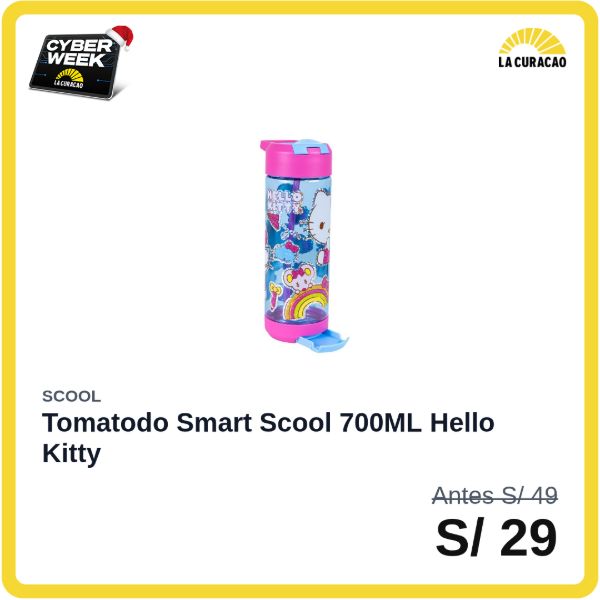 CYBER
WEEK
LA CURACAO
LA CURACAO
HELLO
KITTY
SCOOL
Tomatodo Smart Scool 700ML Hello
Kitty
Antes S/ 49
S/ 29